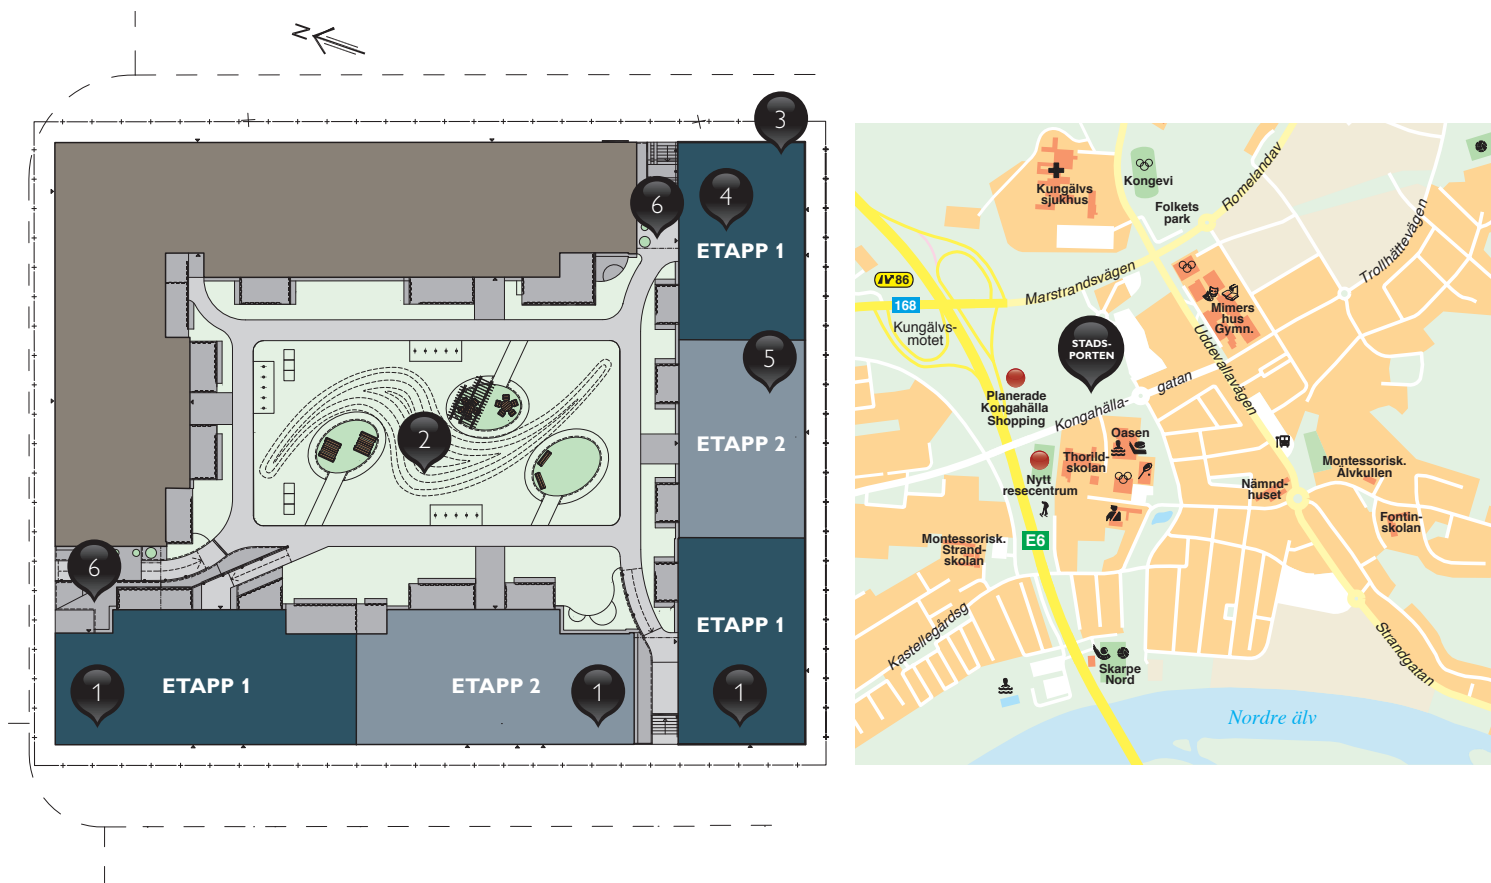 N
3
4
6
ETAPP 1
5
2
ETAPP 2
6
ETAPP 1
ETAPP 1
ETAPP 2
1
1
1
Kungälvs
sjukhus
Kongevi
Folkets
park
Romelandav
Trollhättevägen
86
168
Kungälvs-
motet
Marstrandsvägen
Mimers
hus
Gymn.
STADS-
PORTEN
Uddevallavägen
Planerade
Kongahälla
Shopping
Kongahälla-
gatan
Oasen
Thorild-
skolan
Nytt
resecentrum
Montessorisk.
Älvkullen
Nämnd-
huset
Fontin-
skolan
E6
Montessorisk.
Strand-
skolan
Kastellegårdsg
Skarpe
Nord
Strandgatan
Nordre älv